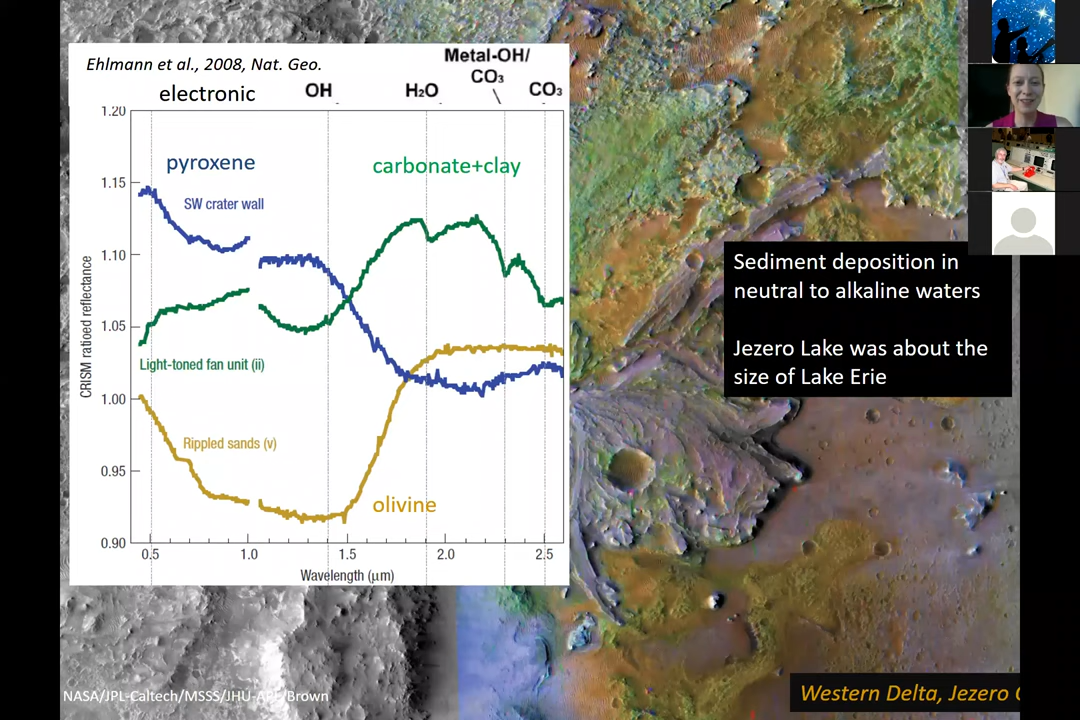 Ehlmann et al., 2008, Nat. Geo.
electronic
OH
H₂O
Metal-OH/
CO₃
CO₃
1.20
1.15
1.10
1.05
1.00
0.95
0.90
CRISM ratioed reflectance
pyroxene
SW crater wall
carbonate+clay
Light-toned fan unit (ii)
Rippled sands (v)
olivine
0.5
1.0
1.5
2.0
2.5
Wavelength (μm)
Sediment deposition in
neutral to alkaline waters
Jezero Lake was about the
size of Lake Erie
NASA/JPL-Caltech/MSSS/JHU-APL/Brown
Western Delta, Jezero